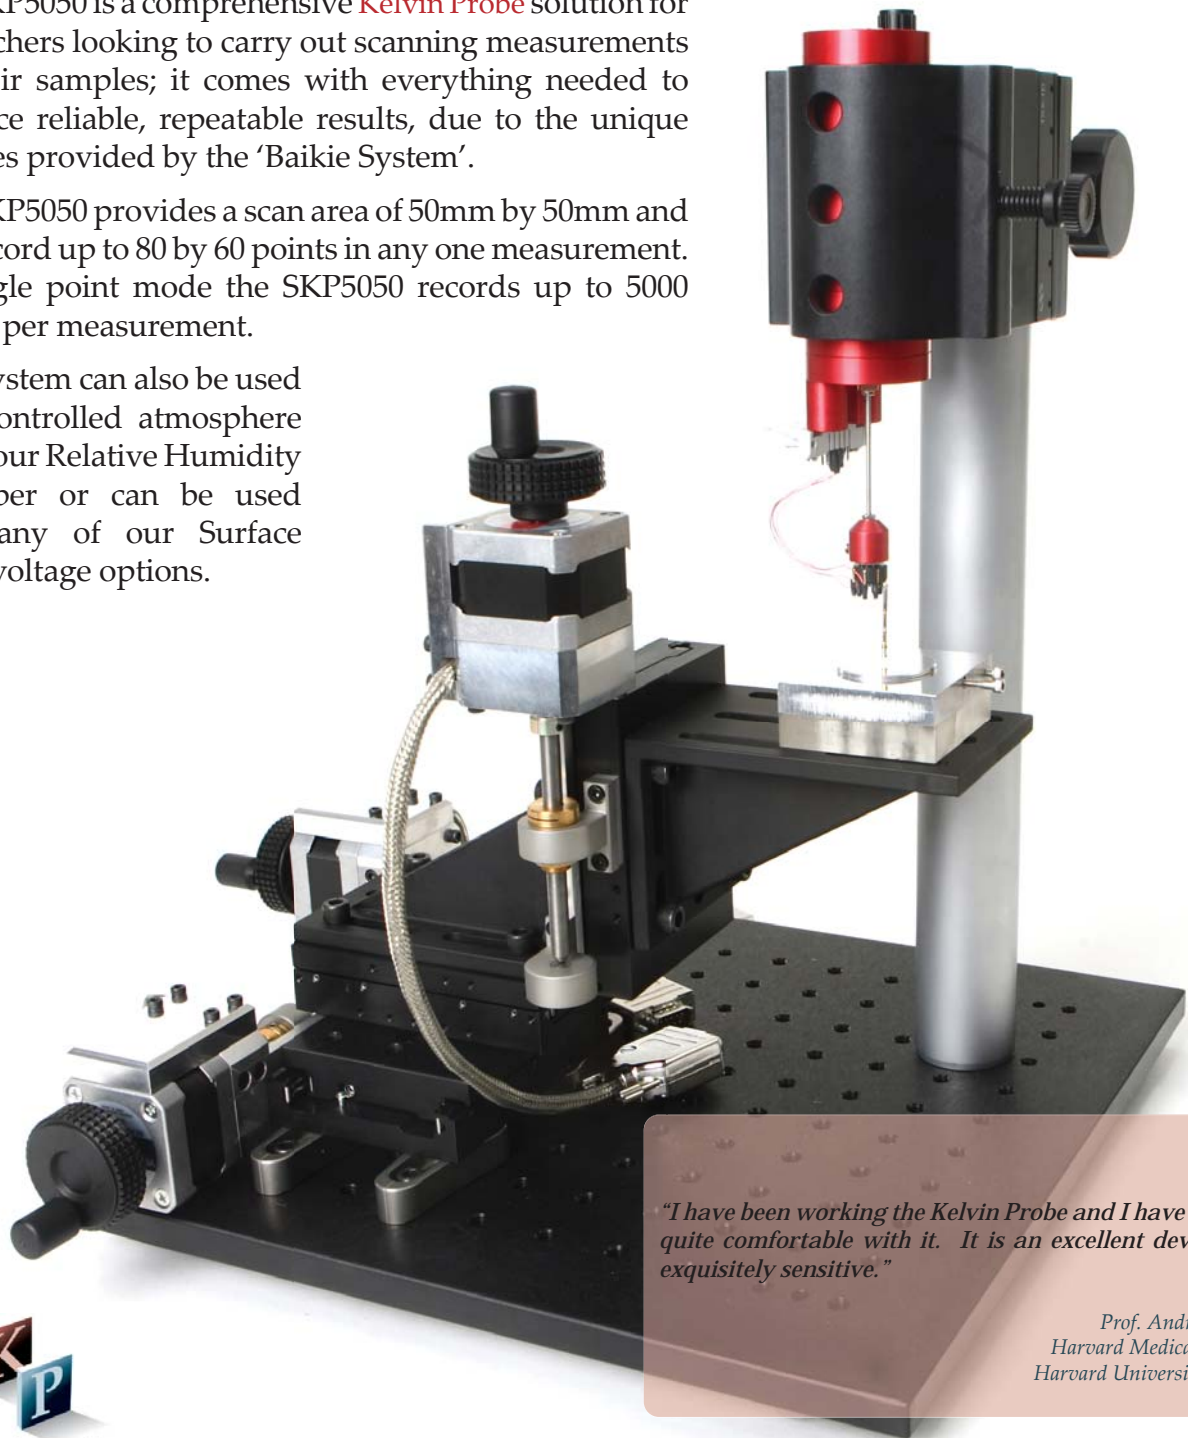 KP5050 is a comprehensive Kelvin Probe solution for
chers looking to carry out scanning measurements
ir samples; it comes with everything needed to
ce reliable, repeatable results, due to the unique
es provided by the ‘Baikie System’.
KP5050 provides a scan area of 50mm by 50mm and
cord up to 80 by 60 points in any one measurement.
gle point mode the SKP5050 records up to 5000
per measurement.
ystem can also be used
ontrolled atmosphere
our Relative Humidity
ber or can be used
any of our Surface
voltage options.
“I have been working the Kelvin Probe and I have
quite comfortable with it. It is an excellent dev
exquisitely sensitive.”
Prof. And
Harvard Medica
Harvard Universi
K
P